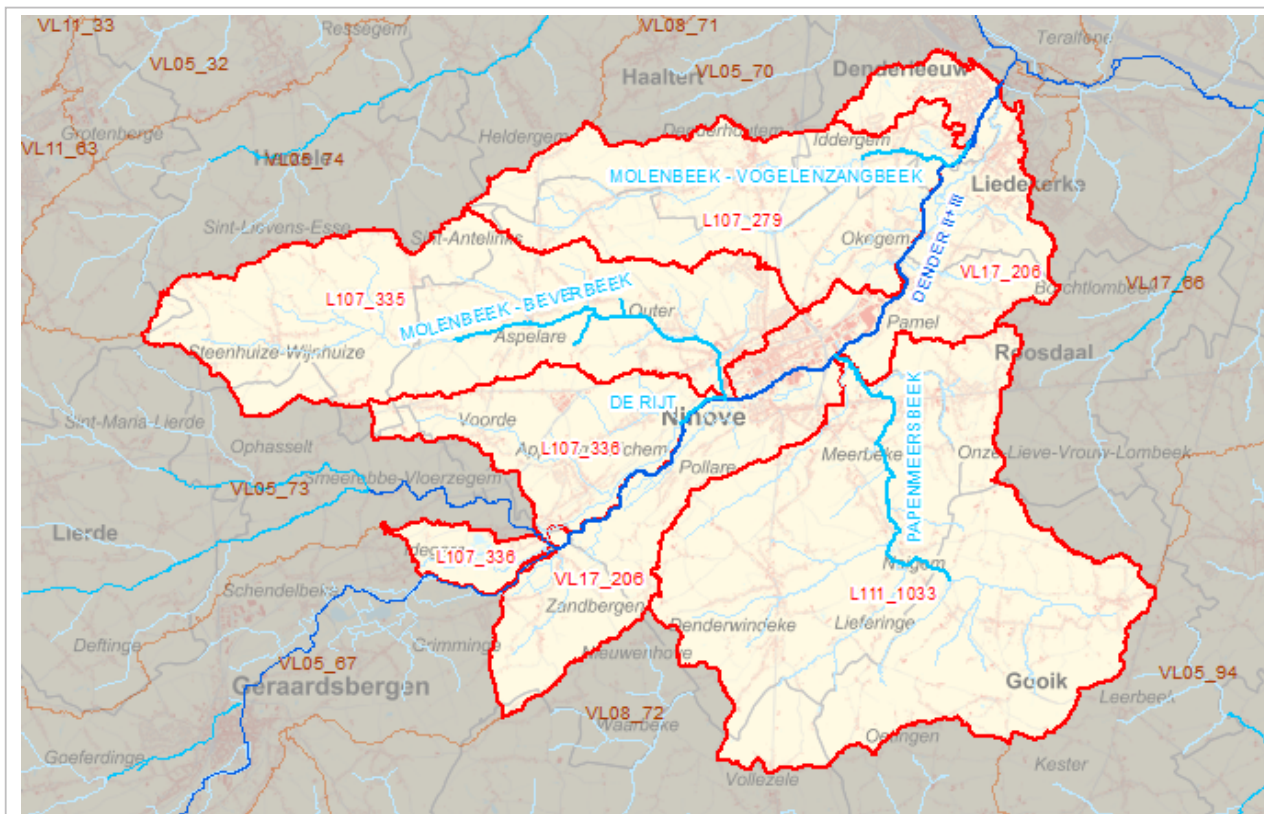 VL11_33
Ressegem
VL08_71
Teralfene
VL05_32
Haaltert
VL05_70
Denderleeuw
Grotenberge
Heldergem
Denderhoutem
Iddergem
VL11_63
VL05_74
MOLENBEEK - VOGELENZANGBEEK
Liedekerke
Sint-Lievens-Esse
Sint-Antelinks
L107_279
Okegem
DENDER II+III
VL17_206
Borchtlombeek
VL17_66
L107_335
MOLENBEEK - BEVERBEEK
Outer
Aspelare
Pamel
Steenhuize-Wijnhuize
Roosdaal
DE RIJT
Ninove
Sint-Maria-Lierde
Voorde
Ophasselt
L107_336
Pollare
Meerbeke
PAPENMEERSBEEK
Onze-Lieve-Vrouw-Lombeek
Smeerebbe-Vloerzegem
VL05_73
Lierde
L107_336
VL17_206
Schendelbeke
Zandbergen
L111_1033
Denderwindeke
Lieferinge
Deftinge
Grimminge
Nieuwenhove
VL05_67
Geraardsbergen
Gooik
VL05_94
Leerbeek
VL08_72
Waarbeke
Oetingen
Goeferdinge
Vollezele
Kester